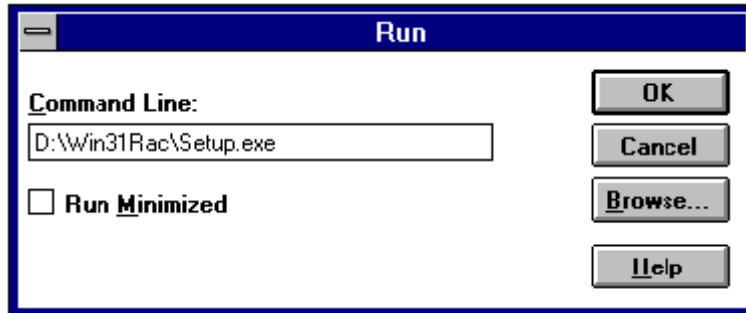 Run
Command Line:
D:\Win31Rac\Setup.exe
Run Minimized
OK
Cancel
Browse...
Help